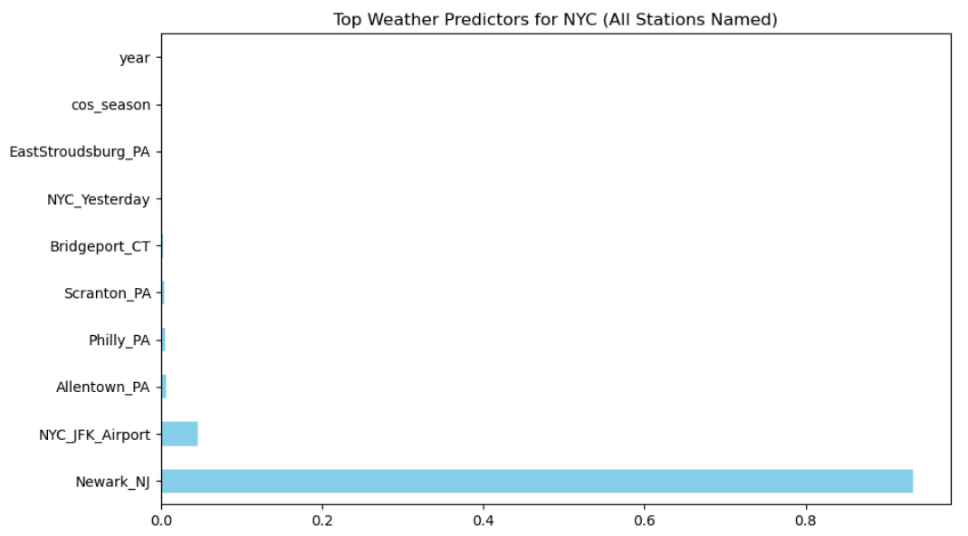 Top Weather Predictors for NYC (All Stations Named)
year
cos_season
EastStroudsburg_PA
NYC_Yesterday
Bridgeport_CT
Scranton_PA
Philly_PA
Allentown_PA
NYC_JFK_Airport
Newark_NJ
0.0 0.2 0.4 0.6 0.8